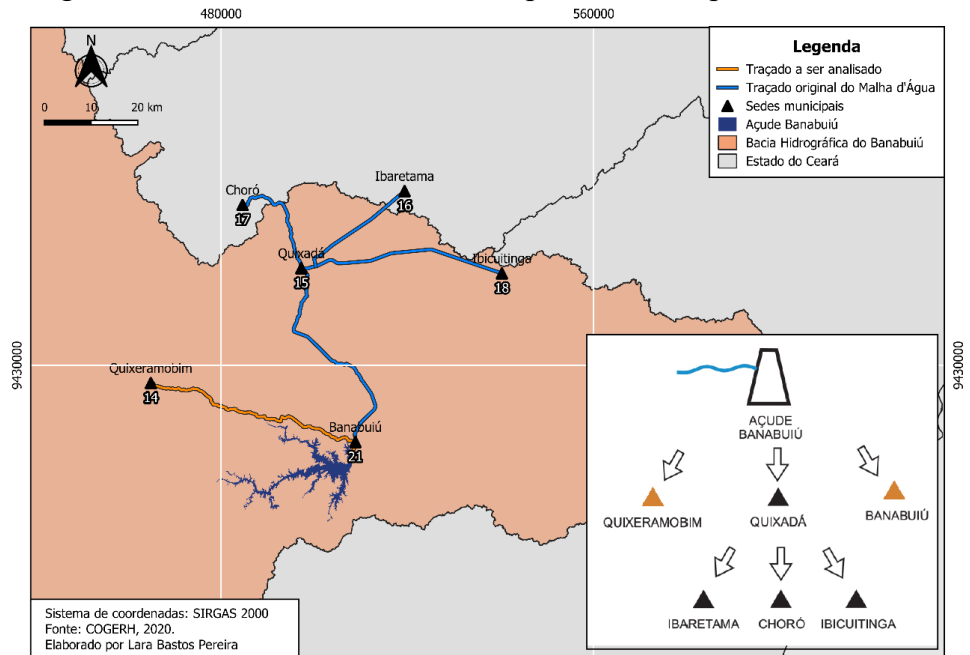 480000
560000
N
0 10 20 km
Legenda
Traçado a ser analisado
Traçado original do Malha d'Água
Sedes municipais
Açude Banabuiú
Bacia Hidrográfica do Banabuiú
Estado do Ceará
Ibaretama
16
Choró
17
Quixadá
15
Ibicuitinga
18
9430000
9430000
Quixeramobim
14
Banabuiú
21
AÇUDE
BANABUIÚ
QUIXERAMOBIM
QUIXADÁ
BANABUIÚ
IBARETAMA
CHORÓ
IBICUITINGA
Sistema de coordenadas: SIRGAS 2000
Fonte: COGERH, 2020.
Elaborado por Lara Bastos Pereira